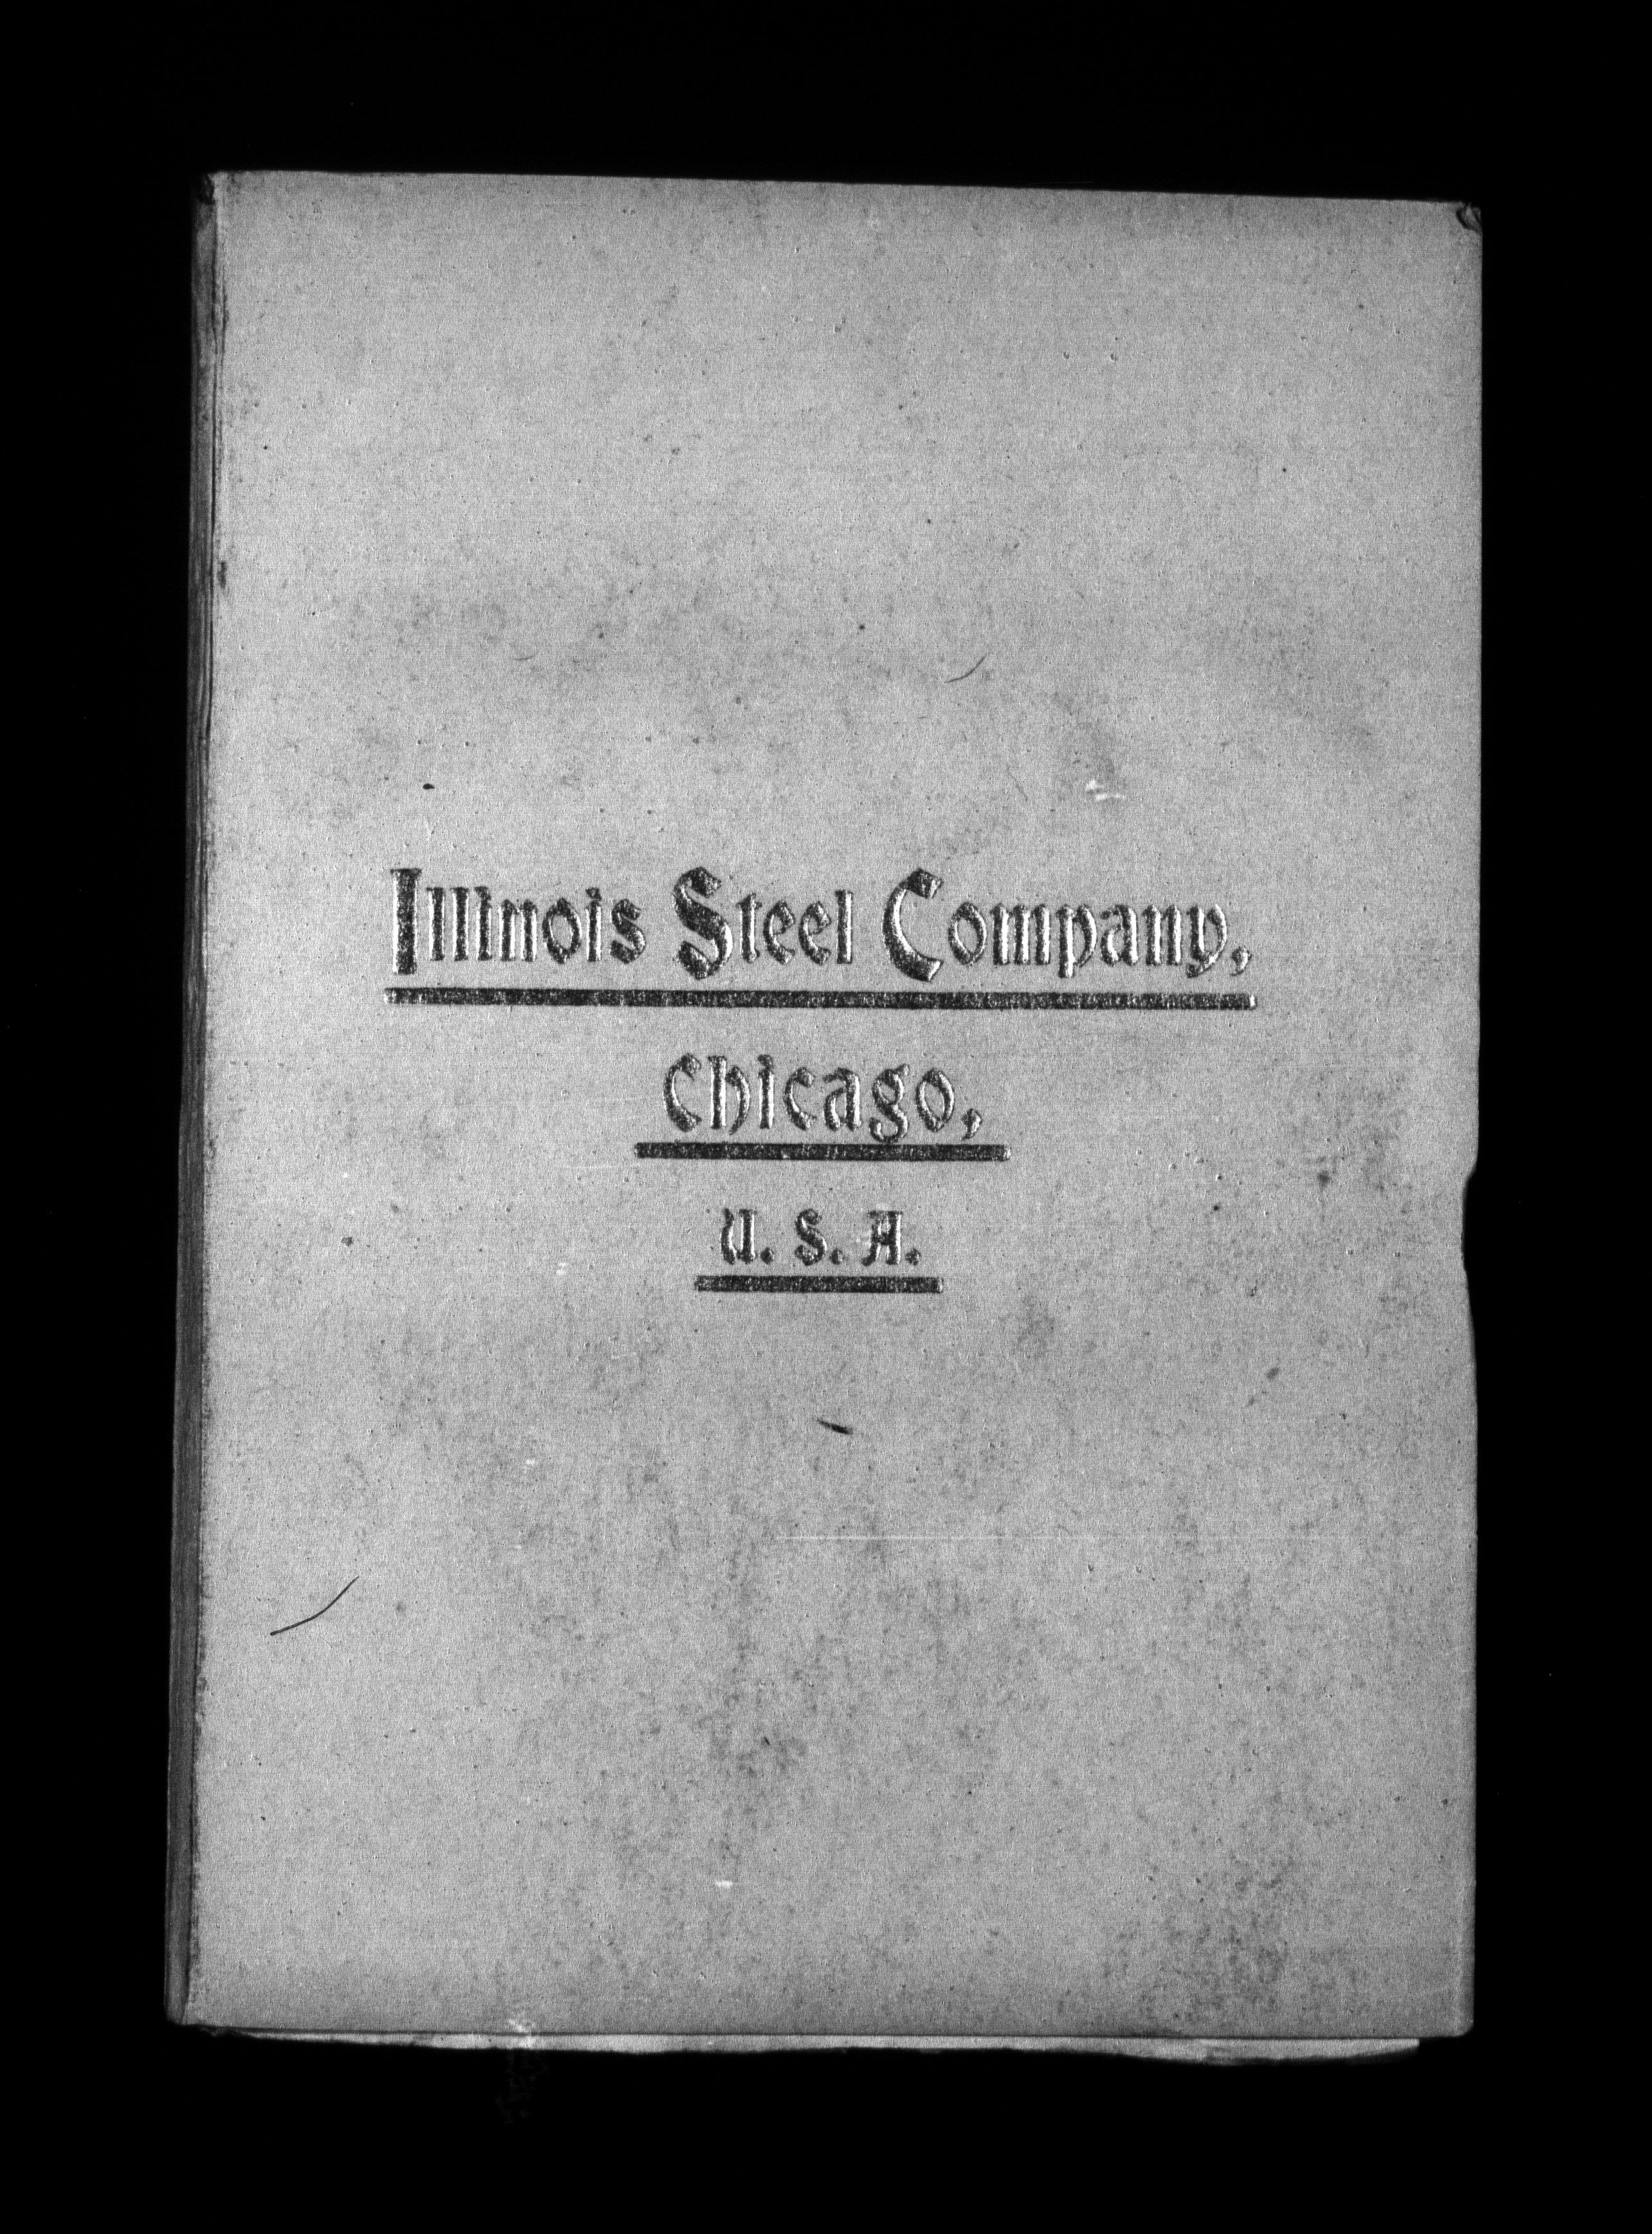 Illinois Steel Company,
Chicago,
U. S. A.